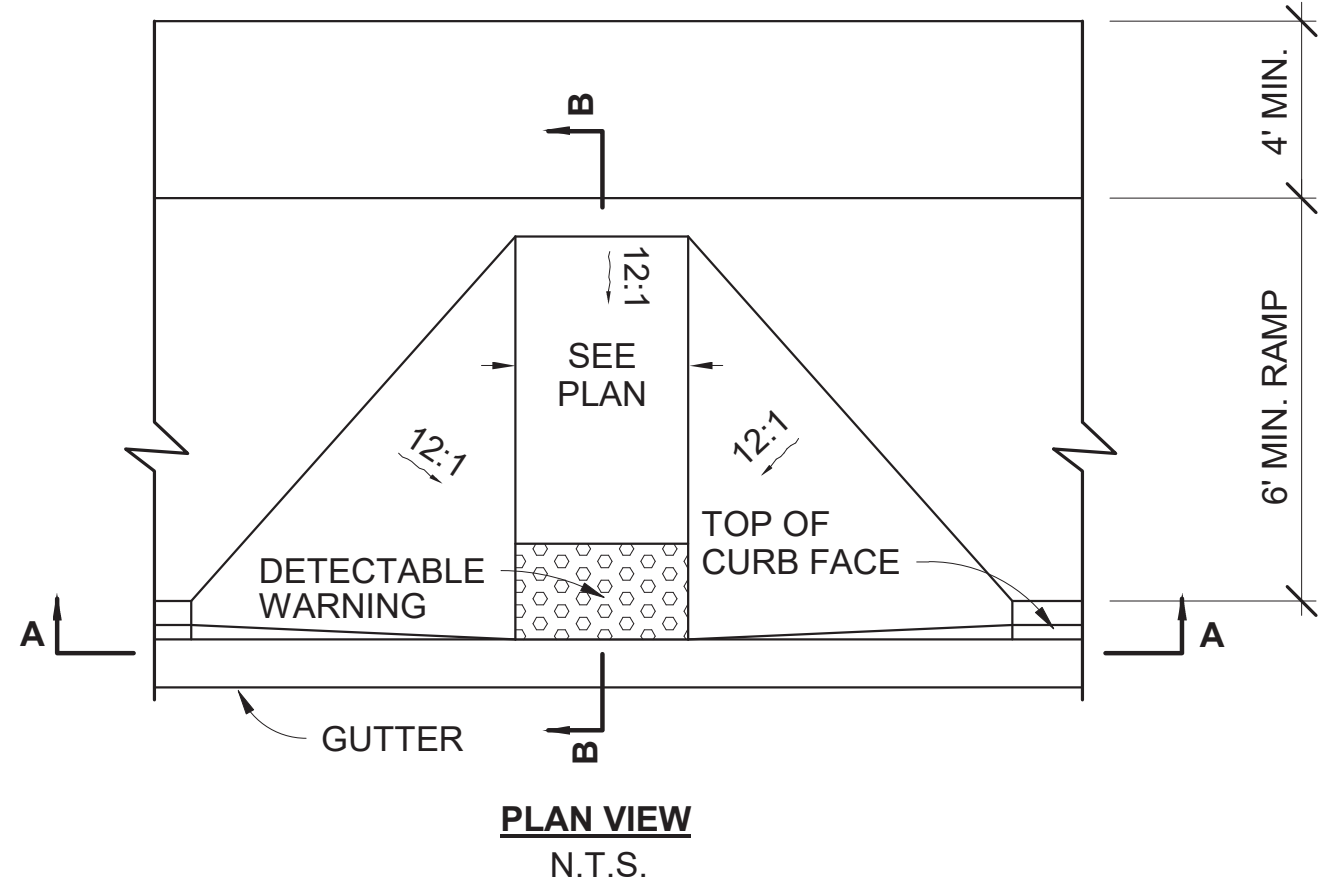 4' MIN.
B
12:1
6' MIN. RAMP
SEE
PLAN
12:1
12:1
TOP OF
CURB FACE
DETECTABLE
WARNING
A
A
GUTTER
B
PLAN VIEW
N.T.S.